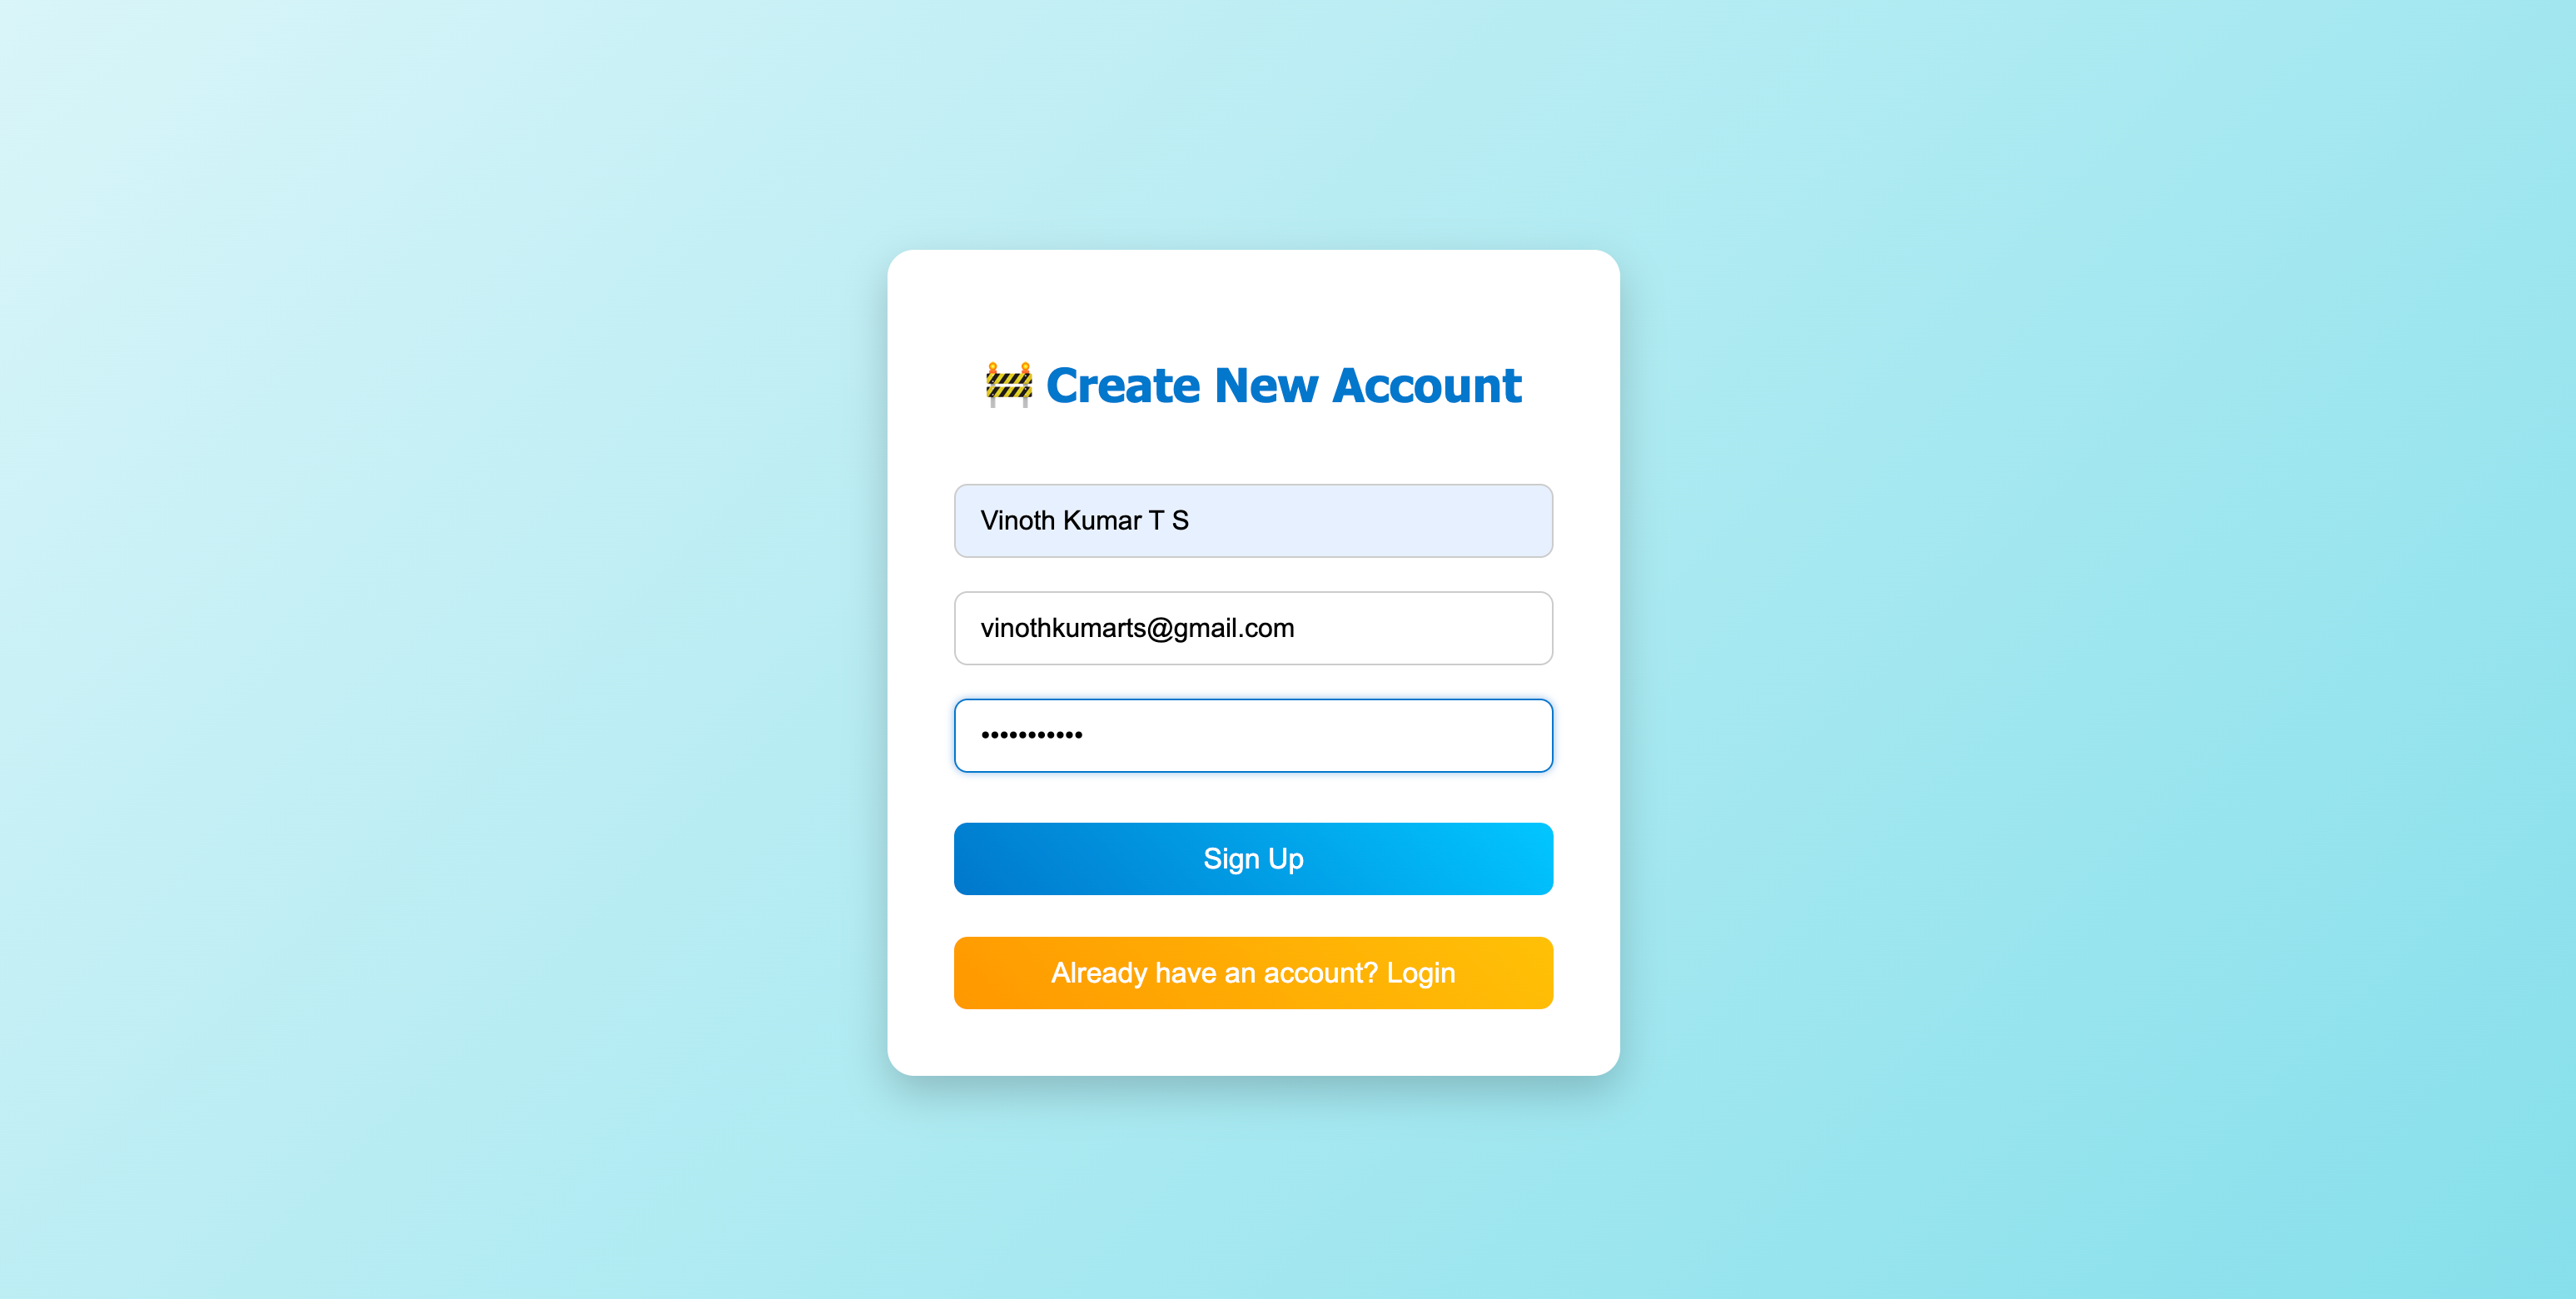 🚧 Create New Account
Vinoth Kumar T S
vinothkumarts@gmail.com
•••••••••••
Sign Up
Already have an account? Login